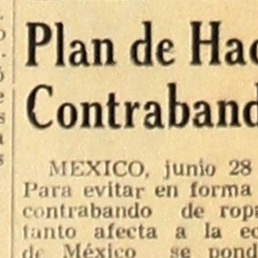 Plan de Hac
Contraband
MEXICO, junio 28
Para evitar en forma
contrabando de ropa
tanto afecta a la ec
de México se pond